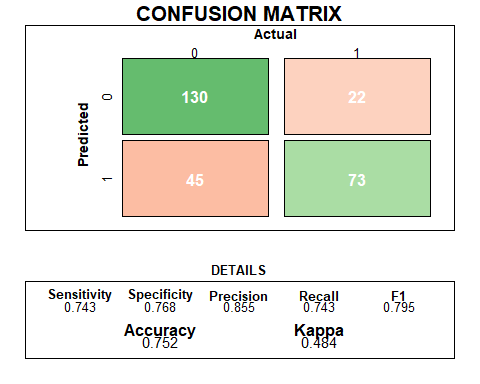 CONFUSION MATRIX
Actual
0 1
Predicted
0 130 22
1 45 73
DETAILS
Sensitivity Specificity Precision Recall F1
0.743 0.768 0.855 0.743 0.795
Accuracy Kappa
0.752 0.484